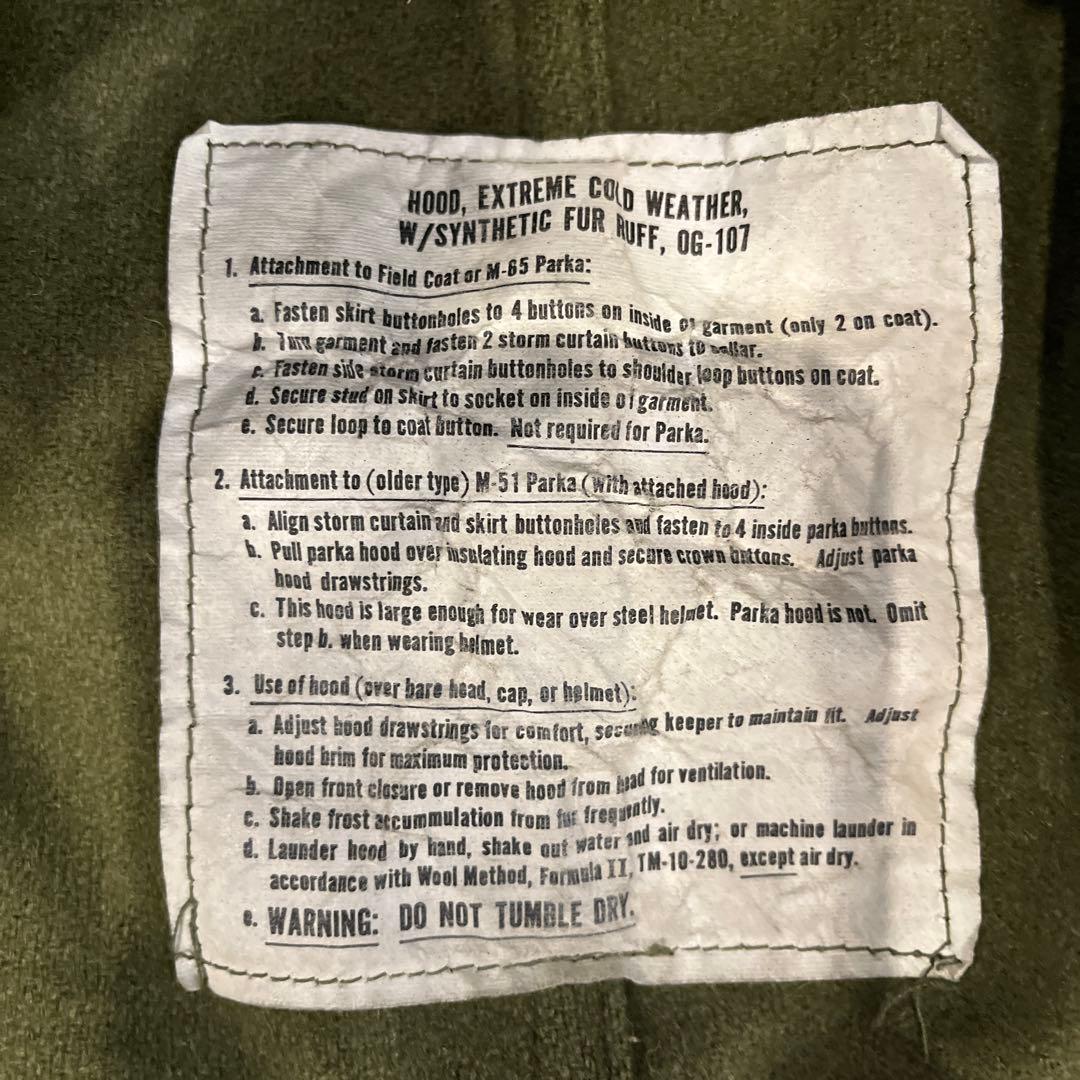 HOOD, EXTREME COLD WEATHER,
W/SYNTHETIC FUR RUFF, OG-107
1. Attachment to Field Coat or M-65 Parka:
a. Fasten skirt buttonholes to 4 buttons on inside of garment (only 2 on coat).
b. Turn garment and fasten 2 storm curtain buttons to collar.
c. Fasten side storm curtain buttonholes to shoulder loop buttons on coat.
d. Secure stud on skirt to socket on inside of garment.
e. Secure loop to coat button. Not required for Parka.
2. Attachment to (older type) M-51 Parka (with attached hood):
a. Align storm curtain and skirt buttonholes and fasten to 4 inside parka buttons.
b. Pull parka hood over insulating hood and secure crown buttons. Adjust parka
hood drawstrings.
c. This hood is large enough for wear over steel helmet. Parka hood is not. Omit
step b. when wearing helmet.
3. Use of hood (over bare head, cap, or helmet):
a. Adjust hood drawstrings for comfort, securing keeper to maintain fit. Adjust
hood brim for maximum protection.
b. Open front closure or remove hood from head for ventilation.
c. Shake frost accummulation from fur frequently.
d. Launder hood by hand, shake out water and air dry; or machine launder in
accordance with Wool Method, Formula II, TM-10-280, except air dry.
e. WARNING: DO NOT TUMBLE DRY.